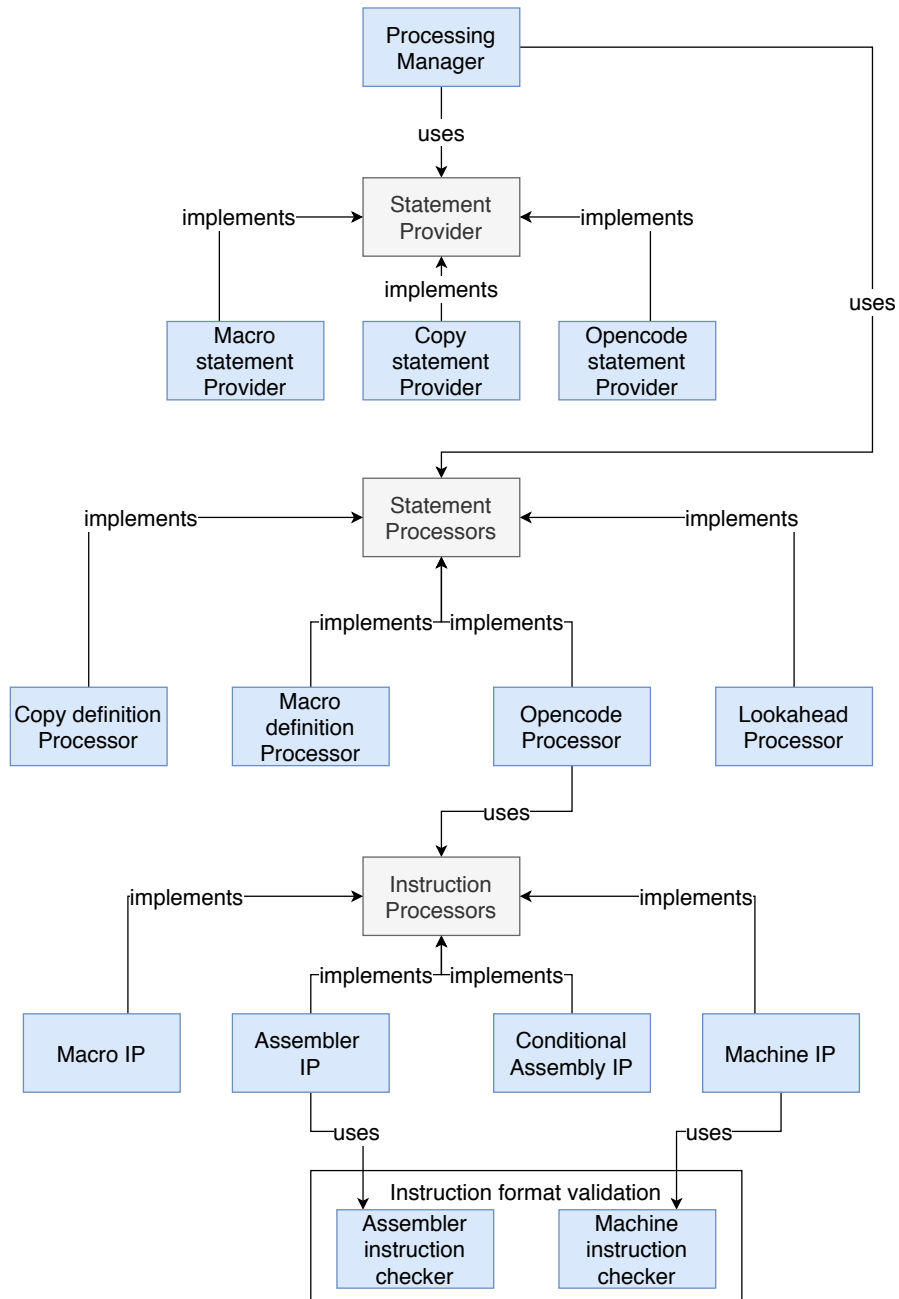 Processing
Manager
uses
implements
Statement
Provider
implements
implements
uses
Macro
statement
Provider
Copy
statement
Provider
Opencode
statement
Provider
implements
Statement
Processors
implements
implements
implements
Copy definition
Processor
Macro
definition
Processor
Opencode
Processor
Lookahead
Processor
uses
implements
Instruction
Processors
implements
implements
implements
Macro IP
Assembler
IP
Conditional
Assembly IP
Machine IP
uses
uses
Instruction format validation
Assembler
instruction
checker
Machine
instruction
checker